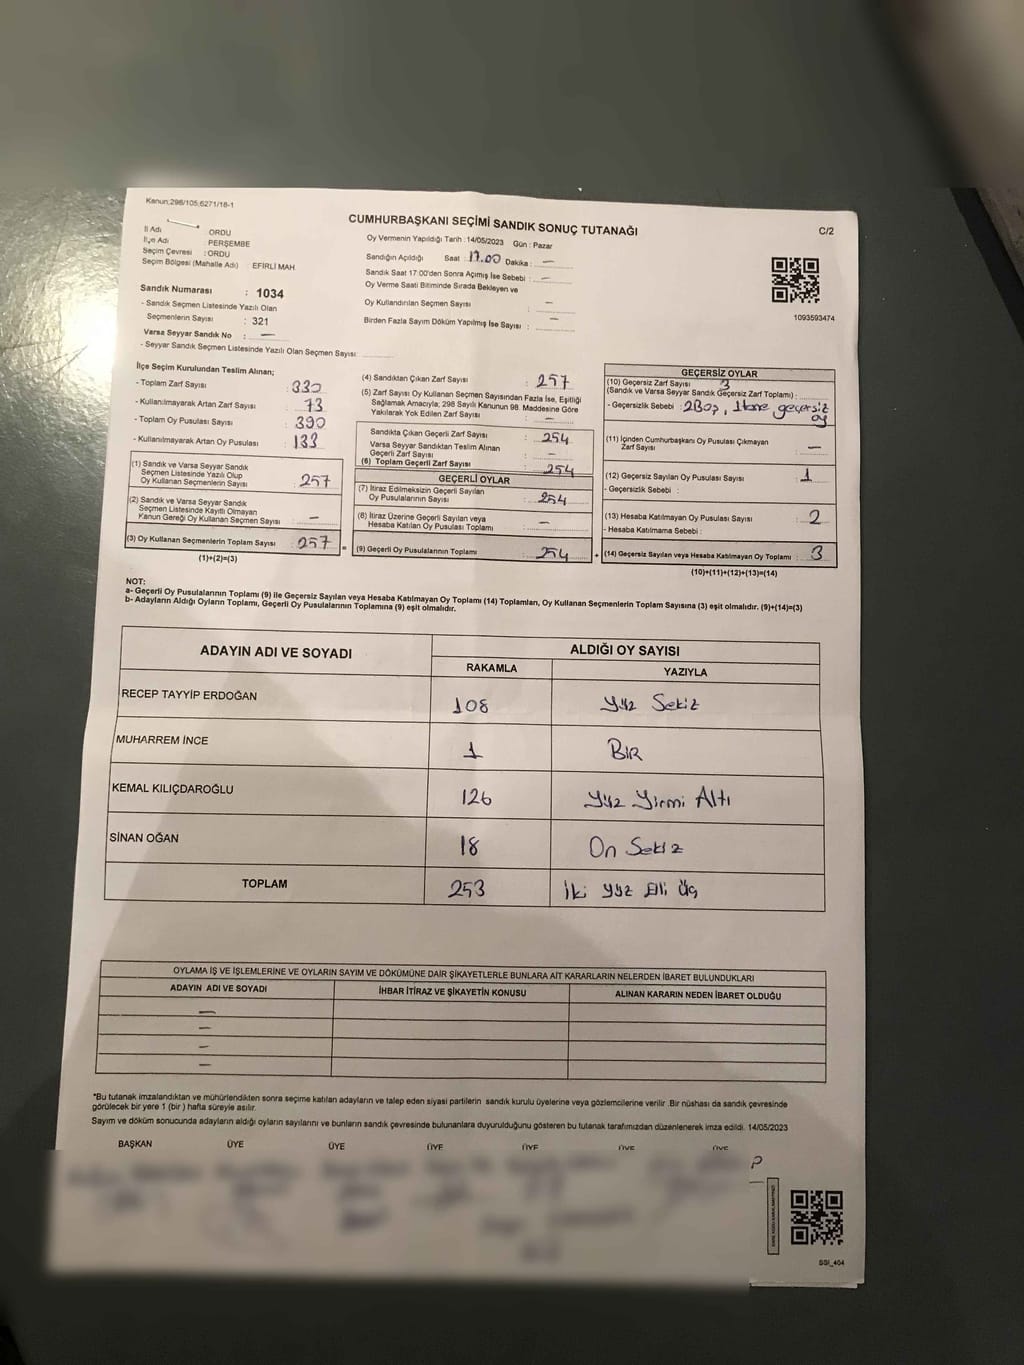 Kanun;298/105;6271/18-1
CUMHURBAŞKANI SEÇİMİ SANDIK SONUÇ TUTANAĞI
C/2
İl Adı : ORDU
İlçe Adı : PERŞEMBE
Seçim Çevresi : ORDU
Seçim Bölgesi (Mahalle Adı) : EFİRLİ MAH.
Sandık Numarası : 1034
- Sandık Seçmen Listesinde Yazılı Olan
Seçmenlerin Sayısı : 321
Varsa Seyyar Sandık No : —
- Seyyar Sandık Seçmen Listesinde Yazılı Olan Seçmen Sayısı:
Oy Vermenin Yapıldığı Tarih :14/05/2023 Gün : Pazar
Sandığın Açıldığı Saat : 17.00 Dakika : —
Sandık Saat 17:00'den Sonra Açımış İse Sebebi : —
Oy Verme Saati Bitiminde Sırada Bekleyen ve
Oy Kullandırılan Seçmen Sayısı : —
Birden Fazla Sayım Döküm Yapılmış İse Sayısı : —
1093593474
İlçe Seçim Kurulundan Teslim Alınan;
- Toplam Zarf Sayısı : 330
- Kullanılmayarak Artan Zarf Sayısı : 73
- Toplam Oy Pusulası Sayısı : 390
- Kullanılmayarak Artan Oy Pusulası : 133
(1) Sandık ve Varsa Seyyar Sandık
Seçmen Listesinde Yazılı Olup
Oy Kullanan Seçmenlerin Sayısı : 257
(2) Sandık ve Varsa Seyyar Sandık
Seçmen Listesinde Kayıtlı Olmayan
Kanun Gereği Oy Kullanan Seçmen Sayısı : —
(3) Oy Kullanan Seçmenlerin Toplam Sayısı : 257
(1)+(2)=(3)
(4) Sandıktan Çıkan Zarf Sayısı : 257
(5) Zarf Sayısı Oy Kullanan Seçmen Sayısından Fazla İse, Eşitliği
Sağlamak Amacıyla, 298 Sayılı Kanunun 98. Maddesine Göre
Yakılarak Yok Edilen Zarf Sayısı : —
Sandıkta Çıkan Geçerli Zarf Sayısı : 254
Varsa Seyyar Sandıktan Teslim Alınan
Geçerli Zarf Sayısı : —
(6) Toplam Geçerli Zarf Sayısı : 254
GEÇERLİ OYLAR
(7) İtiraz Edilmeksizin Geçerli Sayılan
Oy Pusulalarının Sayısı : 254
(8) İtiraz Üzerine Geçerli Sayılan veya
Hesaba Katılan Oy Pusulası Toplamı : —
= (9) Geçerli Oy Pusulalarının Toplamı : 254
GEÇERSİZ OYLAR
(10) Geçersiz Zarf Sayısı 3
(Sandık ve Varsa Seyyar Sandık Geçersiz Zarf Toplamı) :
- Geçersizlik Sebebi : 2Boş, 1tane geçersiz
oy
(11) İçinden Cumhurbaşkanı Oy Pusulası Çıkmayan
Zarf Sayısı : —
(12) Geçersiz Sayılan Oy Pusulası Sayısı : 1
- Geçersizlik Sebebi :
(13) Hesaba Katılmayan Oy Pusulası Sayısı : 2
- Hesaba Katılmama Sebebi :
+ (14) Geçersiz Sayılan veya Hesaba Katılmayan Oy Toplamı : 3
(10)+(11)+(12)+(13)=(14)
NOT:
a- Geçerli Oy Pusulalarının Toplamı (9) ile Geçersiz Sayılan veya Hesaba Katılmayan Oy Toplamı (14) Toplamları, Oy Kullanan Seçmenlerin Toplam Sayısına (3) eşit olmalıdır. (9)+(14)=(3)
b- Adayların Aldığı Oyların Toplamı, Geçerli Oy Pusulalarının Toplamına (9) eşit olmalıdır.
ADAYIN ADI VE SOYADI ALDIĞI OY SAYISI
RAKAMLA YAZIYLA
RECEP TAYYİP ERDOĞAN 108 Yüz Sekiz
MUHARREM İNCE 1 BİR
KEMAL KILIÇDAROĞLU 126 Yüz Yirmi Altı
SİNAN OĞAN 18 On Sekiz
TOPLAM 253 İki yüz Elli Üç
OYLAMA İŞ VE İŞLEMLERİNE VE OYLARIN SAYIM VE DÖKÜMÜNE DAİR ŞİKAYETLERLE BUNLARA AİT KARARLARIN NELERDEN İBARET BULUNDUKLARI
ADAYIN ADI VE SOYADI İHBAR İTİRAZ VE ŞİKAYETİN KONUSU ALINAN KARARIN NEDEN İBARET OLDUĞU
—
—
—
—
*Bu tutanak imzalandıktan ve mühürlendikten sonra seçime katılan adayların ve talep eden siyasi partilerin sandık kurulu üyelerine veya gözlemcilerine verilir .Bir nüshası da sandık çevresinde
görülecek bir yere 1 (bir ) hafta süreyle asılır.
Sayım ve döküm sonucunda adayların aldığı oyların sayılarını ve bunların sandık çevresinde bulunanlara duyurulduğunu gösteren bu tutanak tarafımızdan düzenlenerek imza edildi. 14/05/2023
BAŞKAN ÜYE ÜYE ÜYE ÜYE ÜYE ÜYE
SSI_404